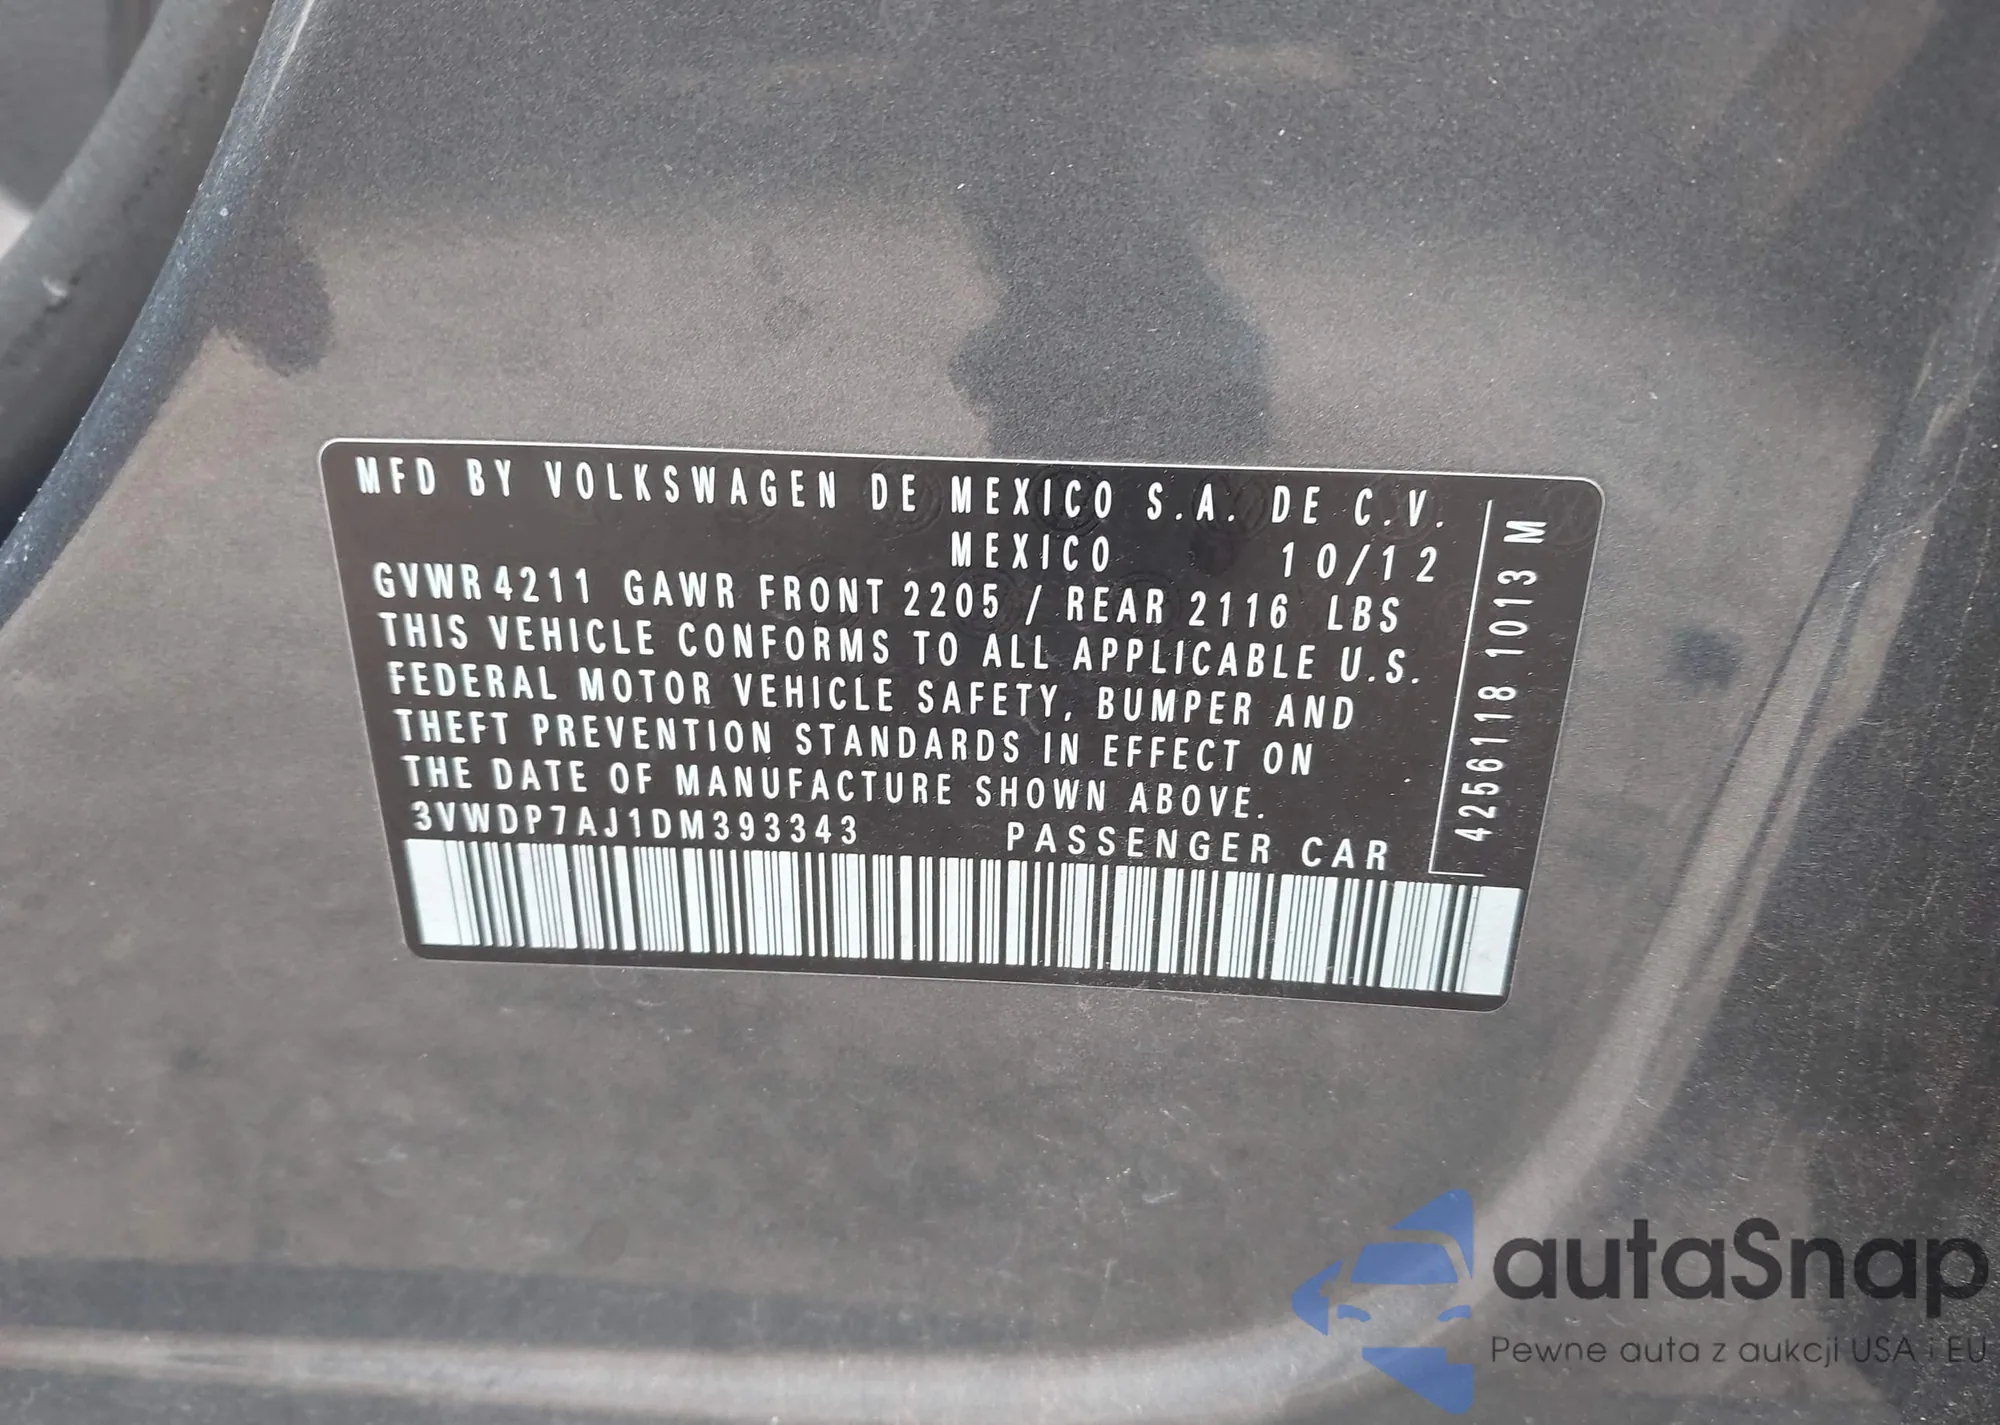 MFD BY VOLKSWAGEN DE MEXICO S.A. DE C.V.
MEXICO 10/12
GVWR 4211 GAWR FRONT 2205 / REAR 2116 LBS
THIS VEHICLE CONFORMS TO ALL APPLICABLE U.S.
FEDERAL MOTOR VEHICLE SAFETY, BUMPER AND
THEFT PREVENTION STANDARDS IN EFFECT ON
THE DATE OF MANUFACTURE SHOWN ABOVE.
3VWDP7AJ1DM393343 PASSENGER CAR
4256118 1013 M
autaSnap
Pewne auta z aukcji USA i EU